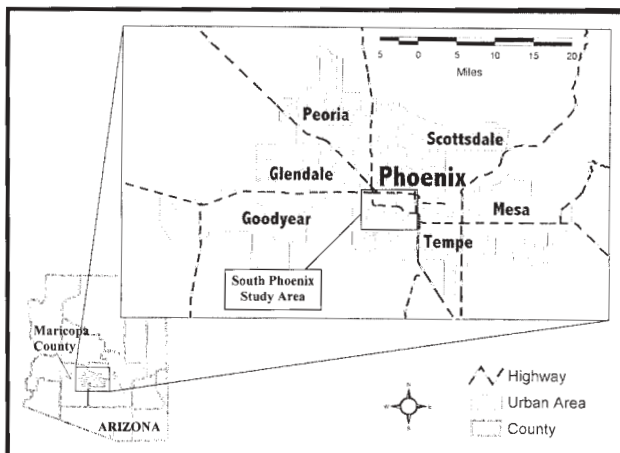 5 0 5 10 15 20
Miles
Peoria
Scottsdale
Glendale
Phoenix
Goodyear
Mesa
Tempe
South Phoenix
Study Area
Maricopa
County
ARIZONA
N
W E
S
Highway
Urban Area
County